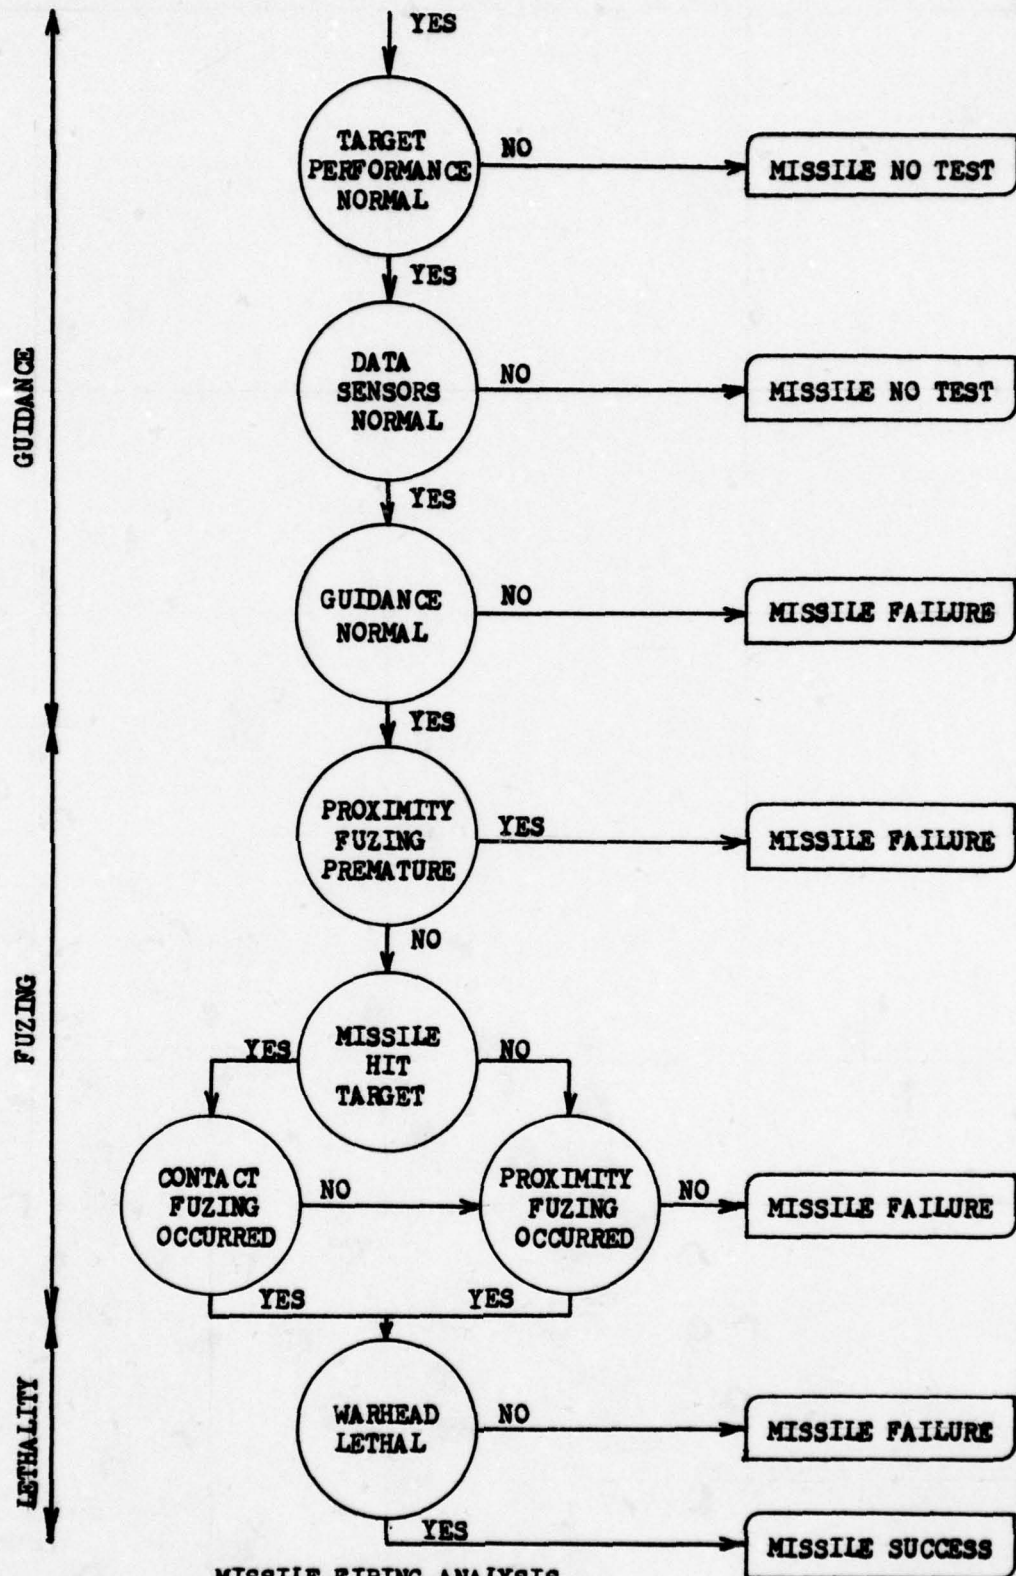 YES
TARGET
PERFORMANCE
NORMAL
NO
MISSILE NO TEST
YES
DATA
SENSORS
NORMAL
NO
MISSILE NO TEST
GUIDANCE
YES
GUIDANCE
NORMAL
NO
MISSILE FAILURE
YES
PROXIMITY
FUZING
PREMATURE
YES
MISSILE FAILURE
NO
FUZING
MISSILE
HIT
TARGET
YES
NO
CONTACT
FUZING
OCCURRED
NO
PROXIMITY
FUZING
OCCURRED
NO
MISSILE FAILURE
YES
YES
LETHALITY
WARHEAD
LETHAL
NO
MISSILE FAILURE
YES
MISSILE SUCCESS
MISSILE FIRING ANALYSIS